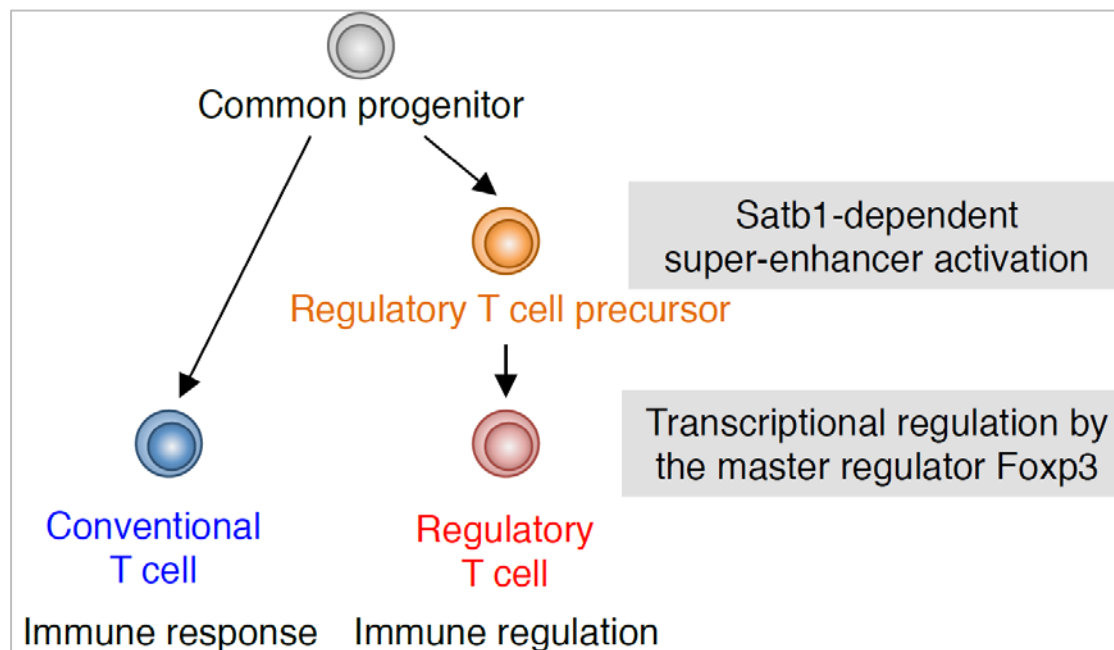 Common progenitor
Satb1-dependent
super-enhancer activation
Regulatory T cell precursor
Transcriptional regulation by
the master regulator Foxp3
Conventional
T cell
Regulatory
T cell
Immune response
Immune regulation